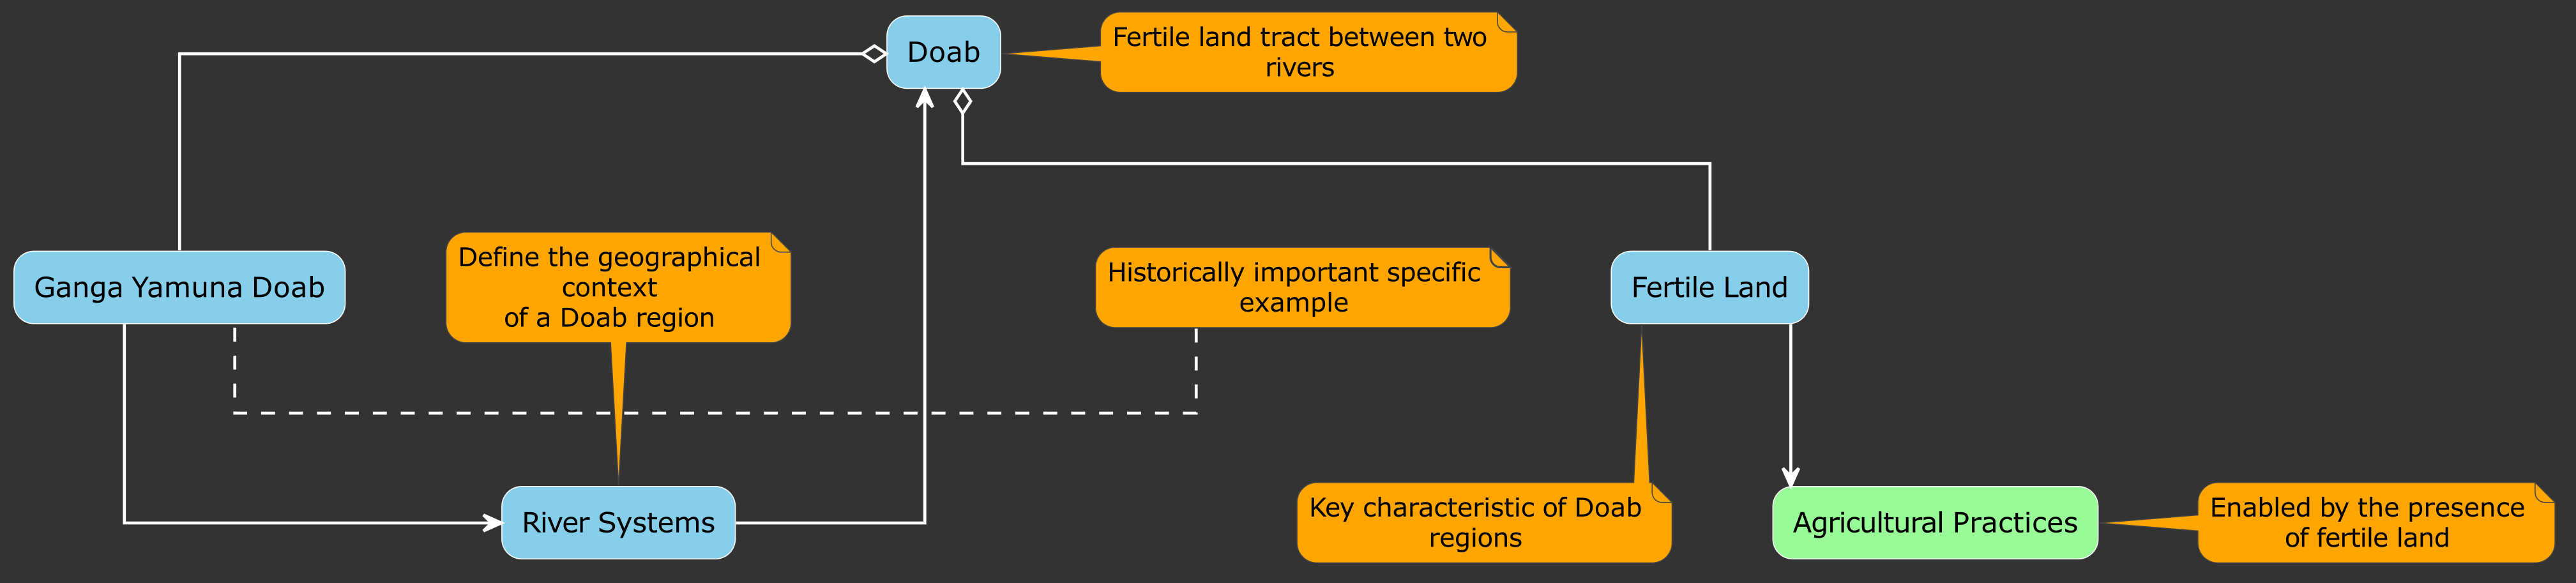 Doab
Fertile land tract between two
rivers
Ganga Yamuna Doab
Define the geographical
context
of a Doab region
Historically important specific
example
Fertile Land
River Systems
Key characteristic of Doab
regions
Agricultural Practices
Enabled by the presence
of fertile land